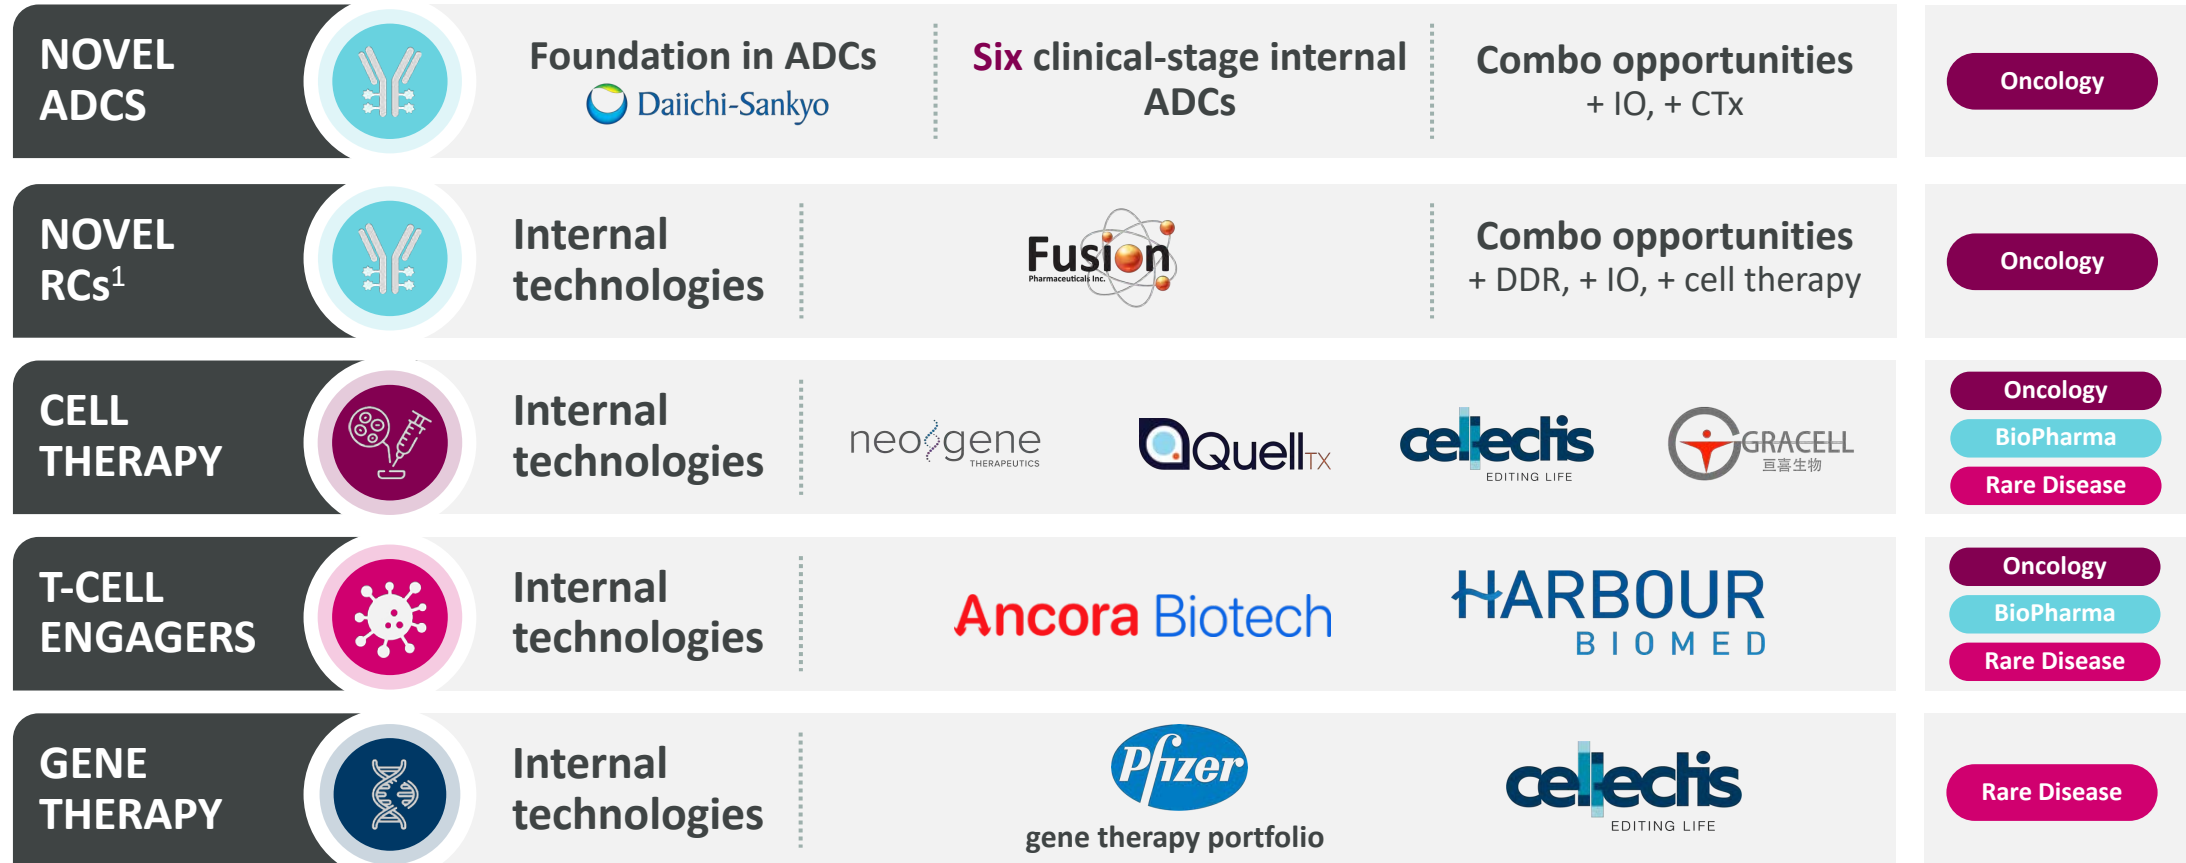 NOVEL
ADCS
Foundation in ADCs
Daiichi-Sankyo
Six clinical-stage internal
ADCs
Combo opportunities
+ IO, + CTx
Oncology
NOVEL
RCs¹
Internal
technologies
Fusion
Pharmaceuticals Inc.
Combo opportunities
+ DDR, + IO, + cell therapy
Oncology
CELL
THERAPY
Internal
technologies
neogene
THERAPEUTICS
QuellTX
cellectis
EDITING LIFE
GRACELL
亘喜生物
Oncology
BioPharma
Rare Disease
T-CELL
ENGAGERS
Internal
technologies
Ancora Biotech
HARBOUR
BIOMED
Oncology
BioPharma
Rare Disease
GENE
THERAPY
Internal
technologies
Pfizer
gene therapy portfolio
cellectis
EDITING LIFE
Rare Disease